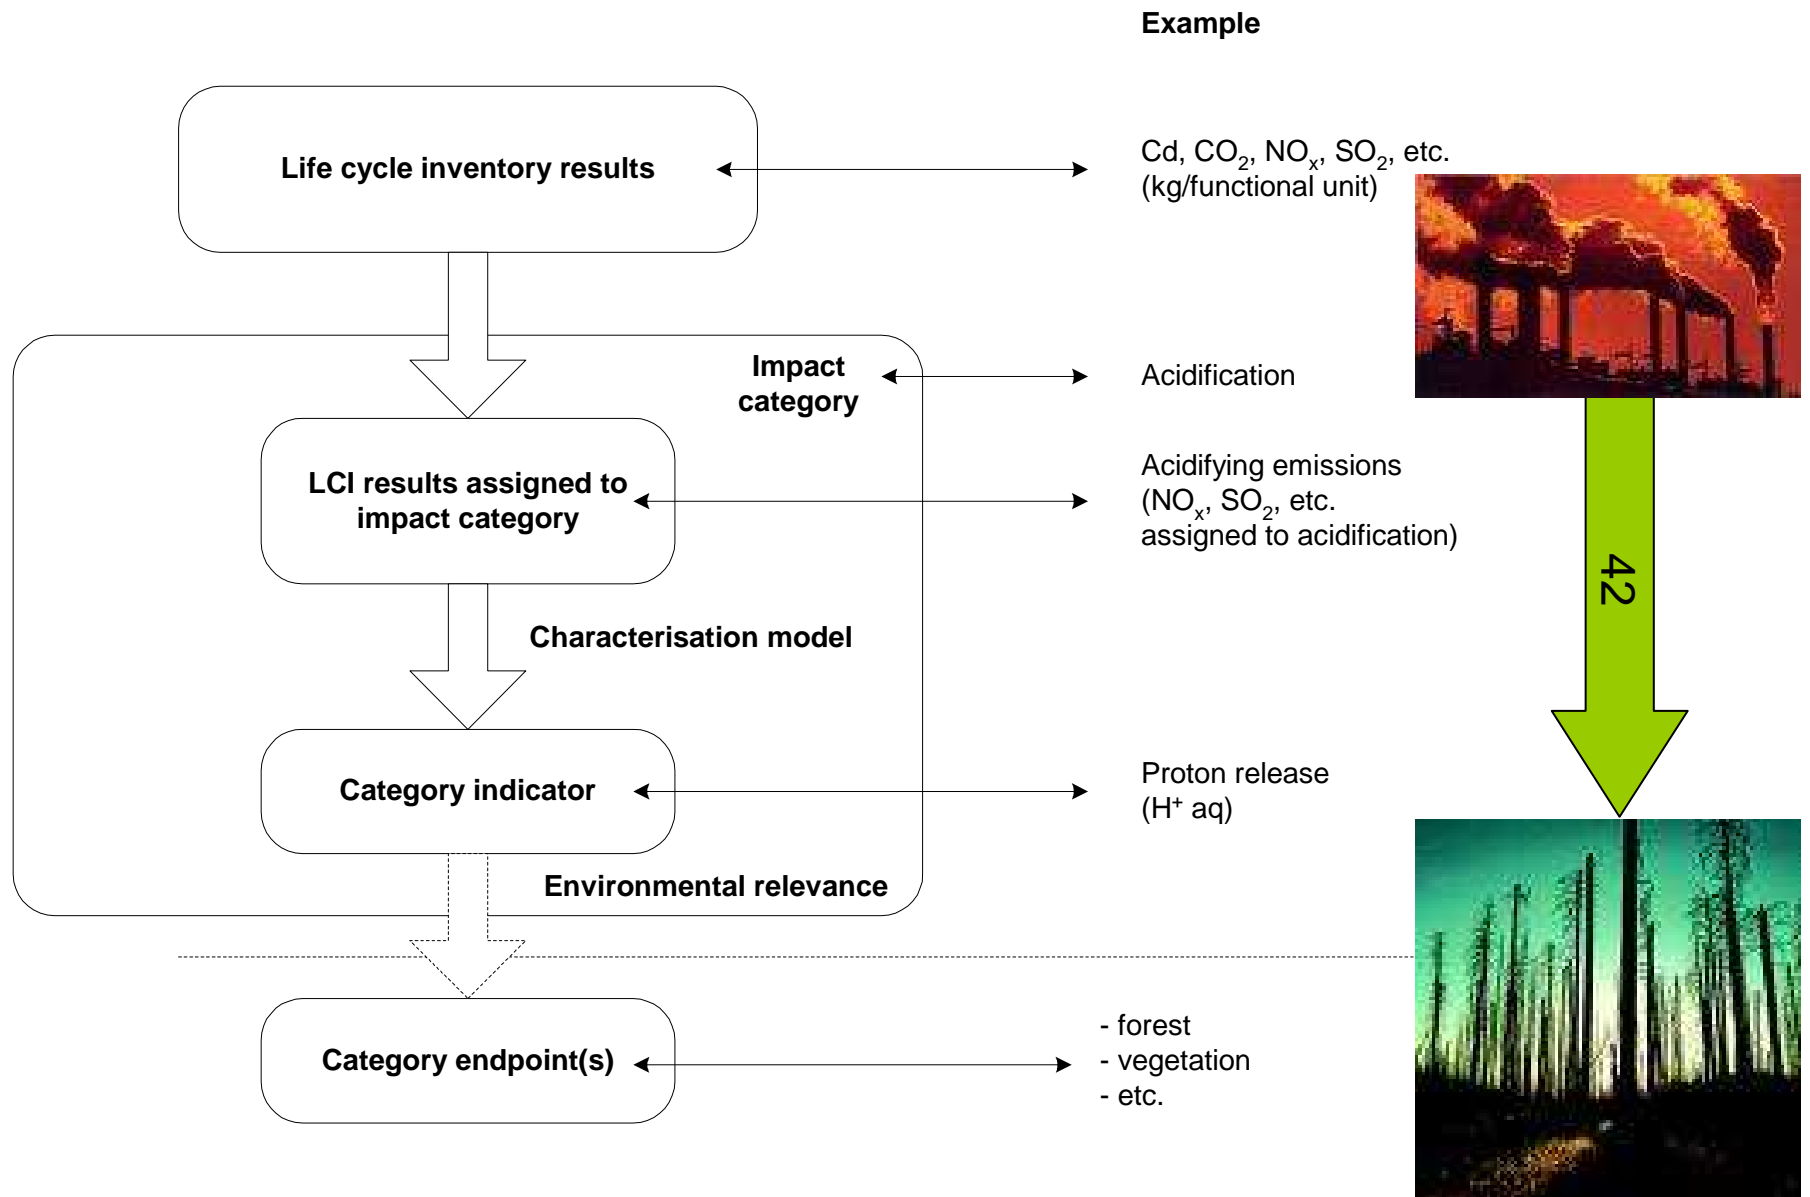 Example
Life cycle inventory results
Cd, CO₂, NOₓ, SO₂, etc.
(kg/functional unit)
Impact
category
Acidification
LCI results assigned to
impact category
Acidifying emissions
(NOₓ, SO₂, etc.
assigned to acidification)
42
Characterisation model
Category indicator
Proton release
(H⁺ aq)
Environmental relevance
Category endpoint(s)
- forest
- vegetation
- etc.